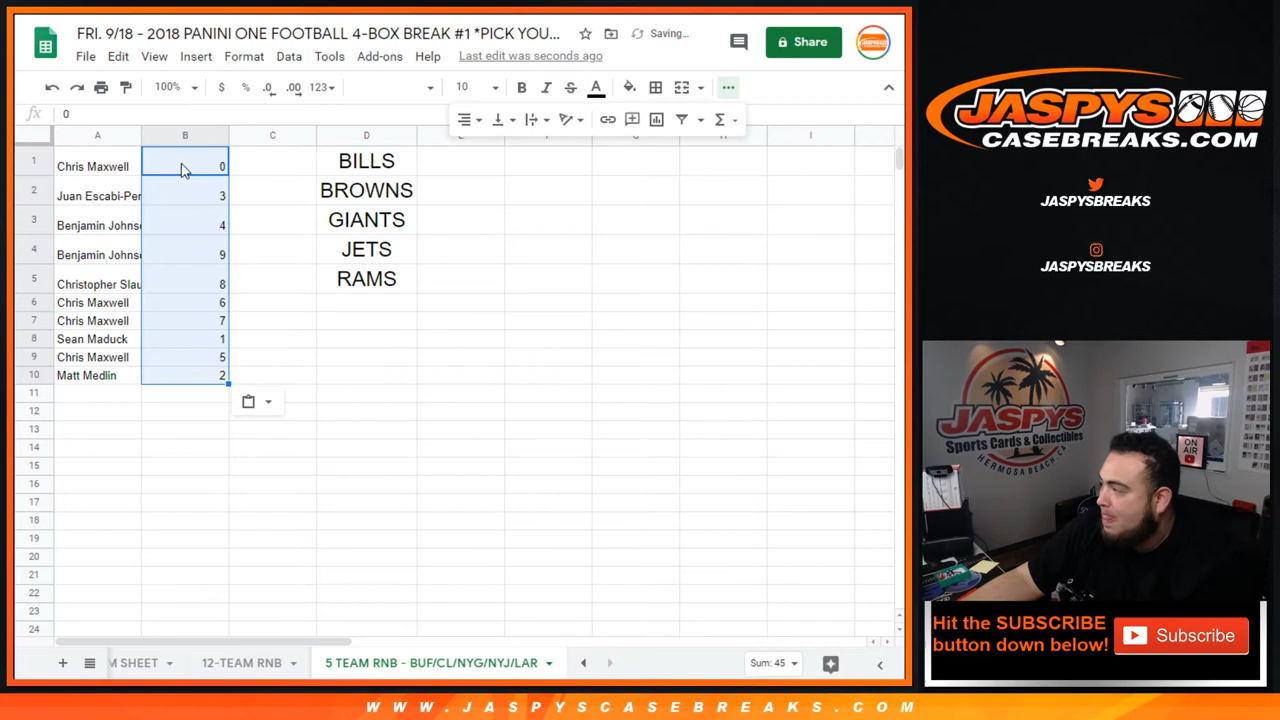 FRI. 9/18 - 2018 PANINI ONE FOOTBALL 4-BOX BREAK #1 *PICK YOU...
Saving...
File Edit View Insert Format Data Tools Add-ons Help Last edit was seconds ago
Share
100% $ % .0 .00 123 10 B I S A
fx 0
A B C D I
1 Chris Maxwell 0 BILLS
2 Juan Escabi-Per 3 BROWNS
3 Benjamin Johns 4 GIANTS
4 Benjamin Johns 9 JETS
5 Christopher Slau 8 RAMS
6 Chris Maxwell 6
7 Chris Maxwell 7
8 Sean Maduck 1
9 Chris Maxwell 5
10 Matt Medlin 2
11
12
13
14
15
16
17
18
19
20
21
22
23
24
M SHEET 12-TEAM RNB 5 TEAM RNB - BUF/CL/NYG/NYJ/LAR Sum: 45
JASPYS
CASEBREAKS.COM
JASPYSBREAKS
JASPYSBREAKS
JASPYS
Sports Cards & Collectibles
HERMOSA BEACH, CA
ON AIR
Hit the SUBSCRIBE
button down below!
Subscribe
WWW.JASPYSCASEBREAKS.COM